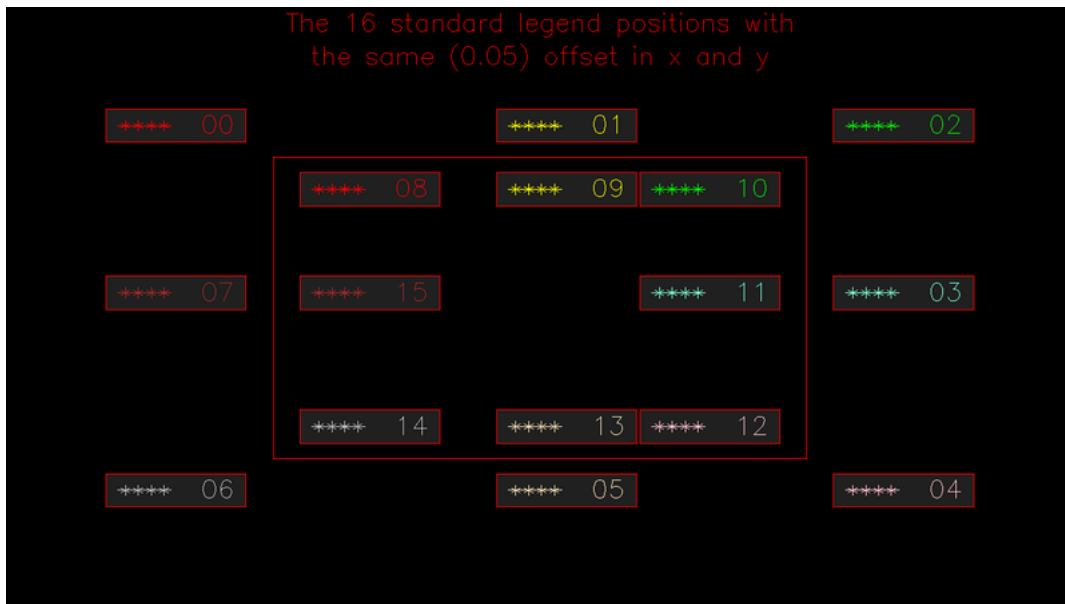 The 16 standard legend positions with
the same (0.05) offset in x and y
**** 00 **** 01 **** 02
**** 08 **** 09 **** 10
**** 07 **** 15 **** 11 **** 03
**** 14 **** 13 **** 12
**** 06 **** 05 **** 04